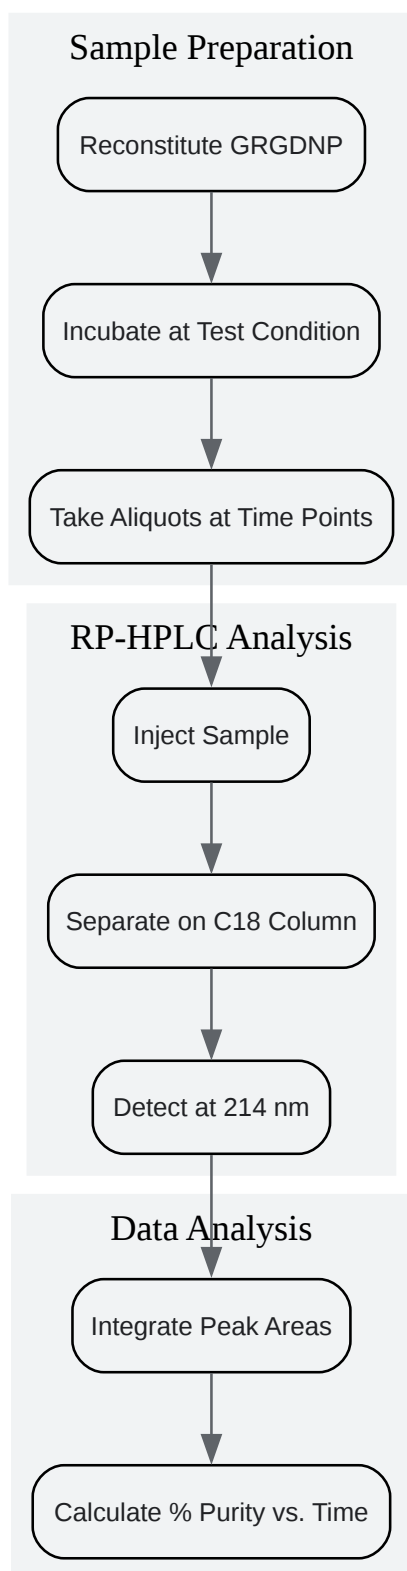 Sample Preparation
Reconstitute GRGDNP
Incubate at Test Condition
Take Aliquots at Time Points
RP-HPLC Analysis
Inject Sample
Separate on C18 Column
Detect at 214 nm
Data Analysis
Integrate Peak Areas
Calculate % Purity vs. Time